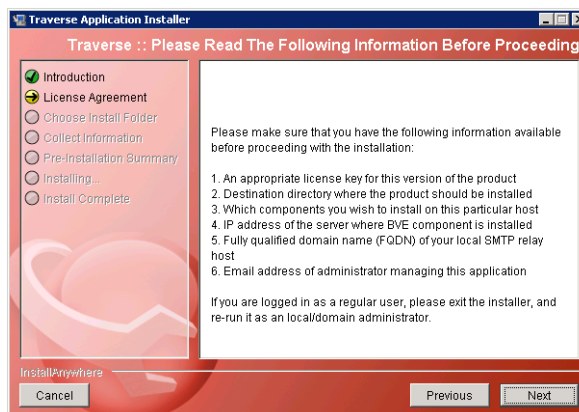 Traverse Application Installer
Traverse :: Please Read The Following Information Before Proceeding
Introduction
License Agreement
Choose Install Folder
Collect Information
Pre-Installation Summary
Installing...
Install Complete
Please make sure that you have the following information available
before proceeding with the installation:
1. An appropriate license key for this version of the product
2. Destination directory where the product should be installed
3. Which components you wish to install on this particular host
4. IP address of the server where BVE component is installed
5. Fully qualified domain name (FQDN) of your local SMTP relay
host
6. Email address of administrator managing this application
If you are logged in as a regular user, please exit the installer, and
re-run it as an local/domain administrator.
InstallAnywhere
Cancel
Previous
Next